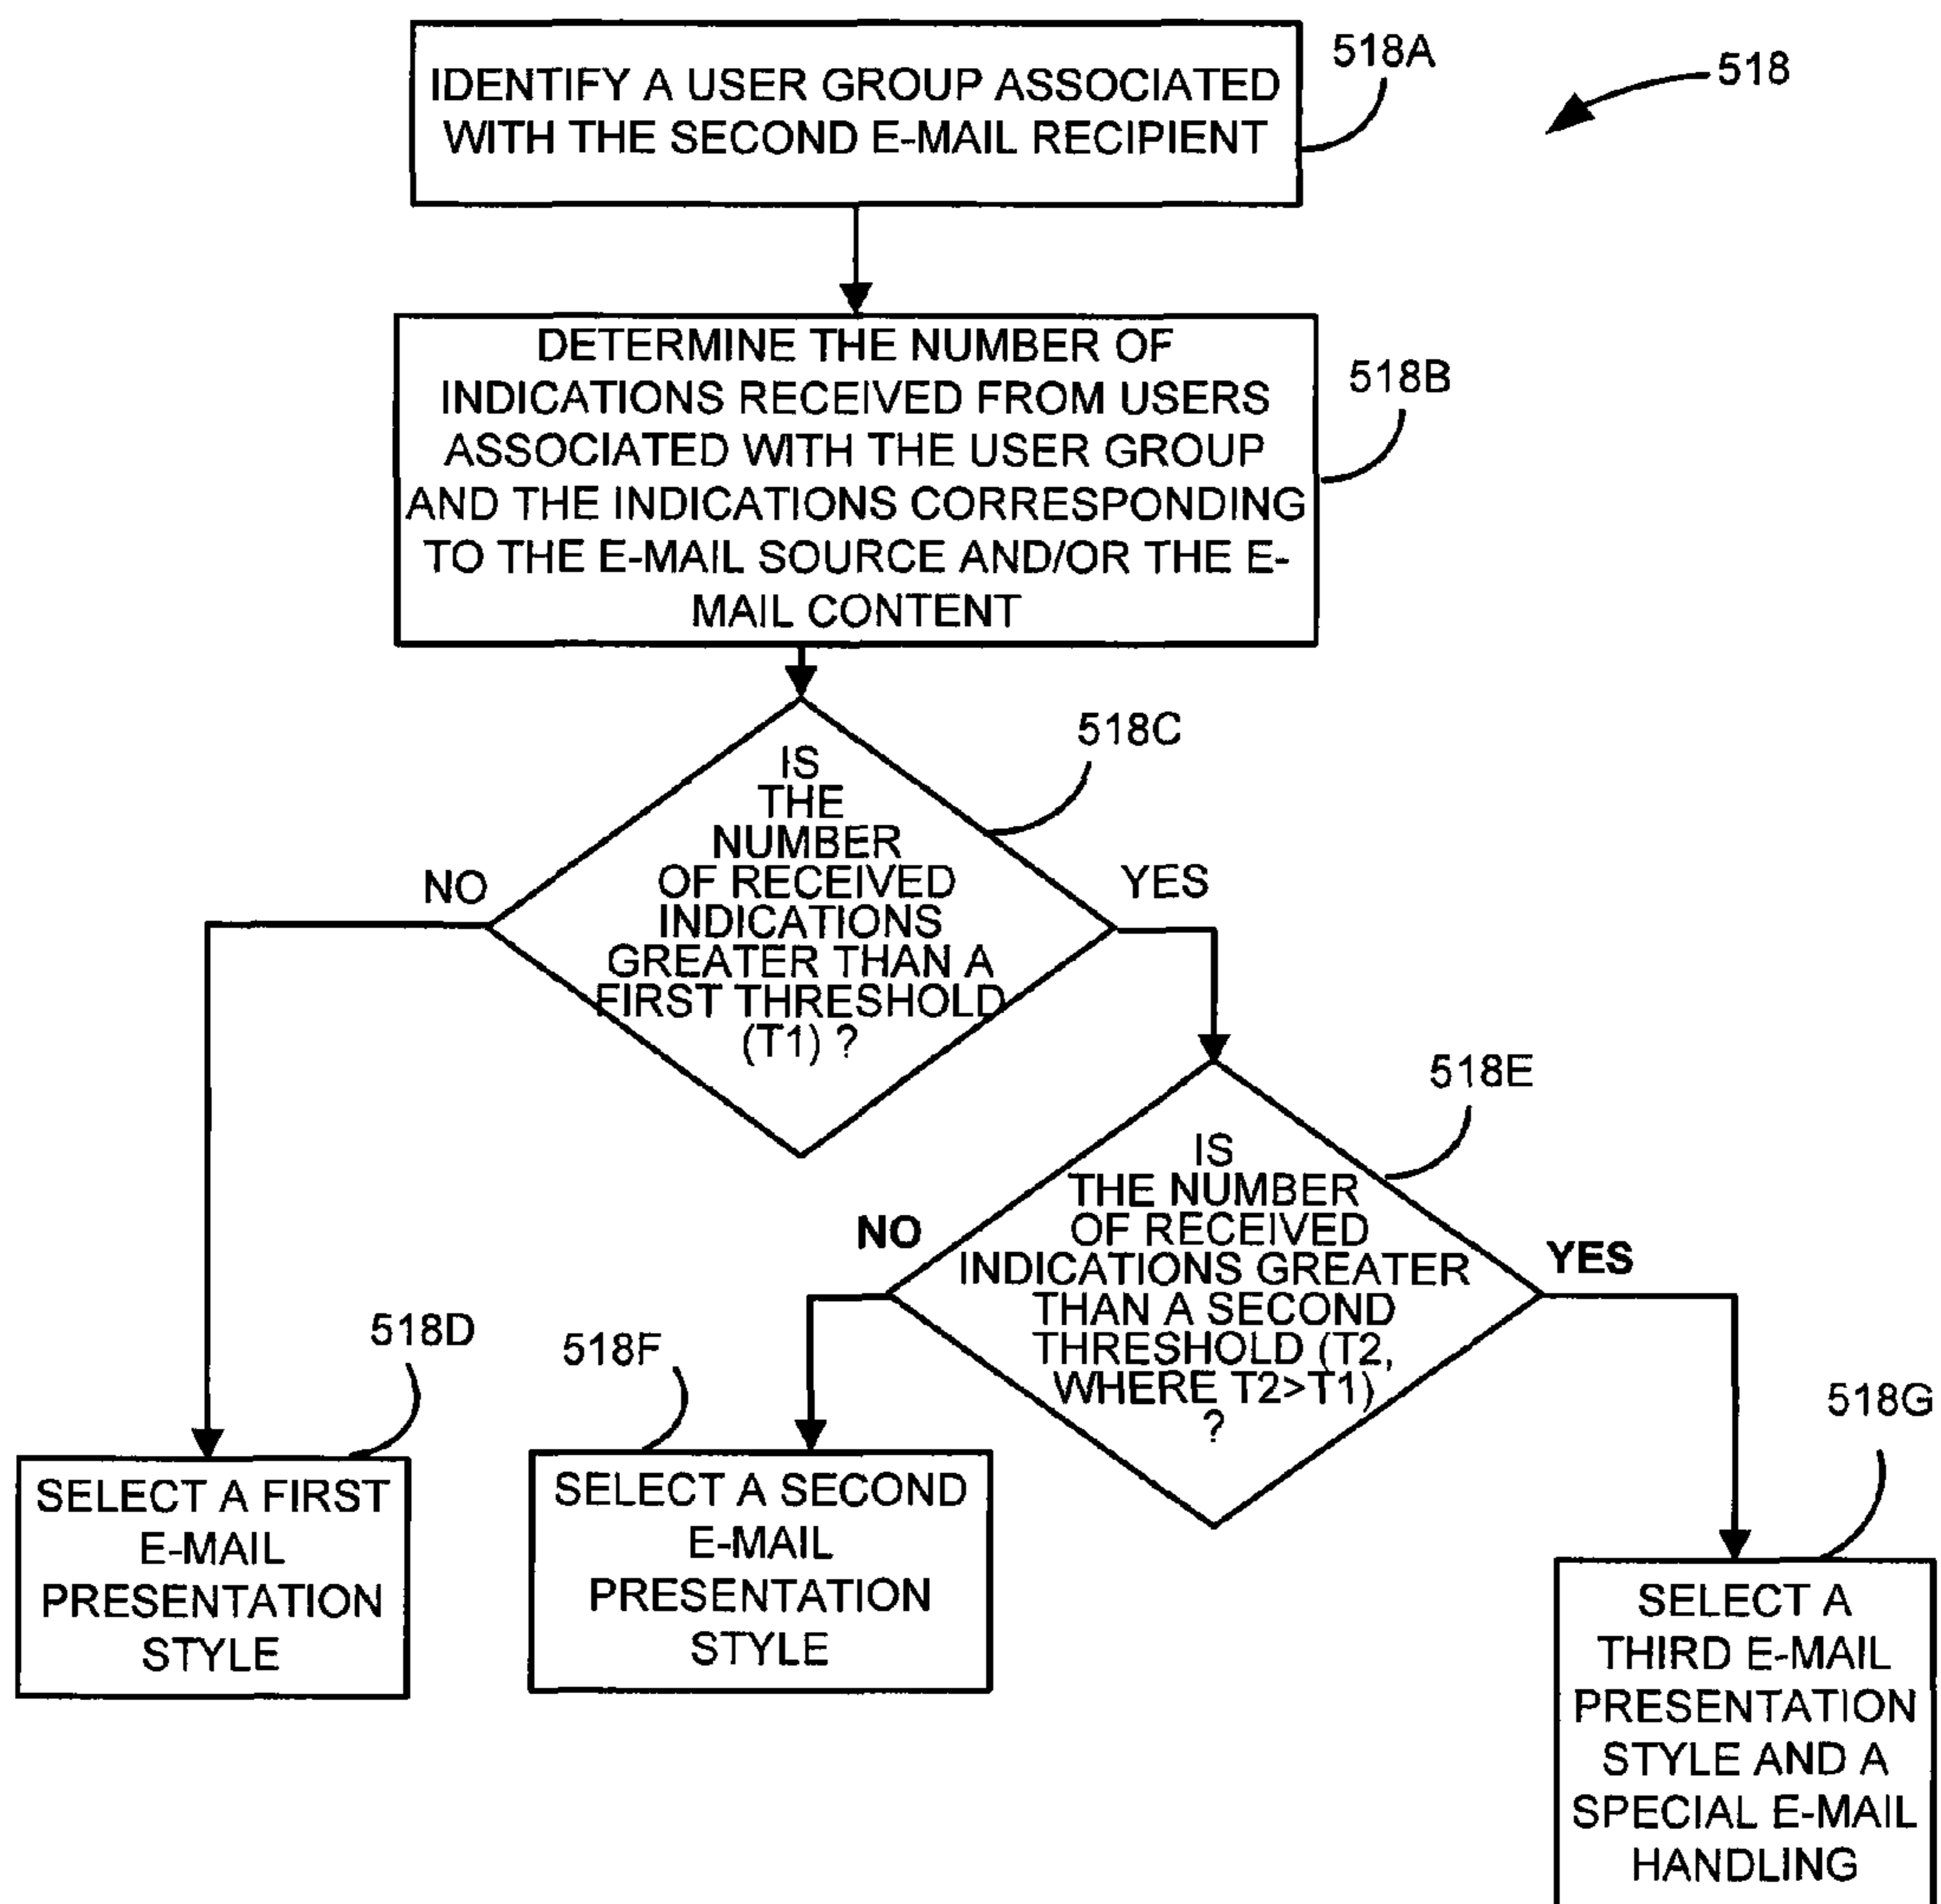 518A
518
IDENTIFY A USER GROUP ASSOCIATED
WITH THE SECOND E-MAIL RECIPIENT
518B
DETERMINE THE NUMBER OF
INDICATIONS RECEIVED FROM USERS
ASSOCIATED WITH THE USER GROUP
AND THE INDICATIONS CORRESPONDING
TO THE E-MAIL SOURCE AND/OR THE E-
MAIL CONTENT
518C
IS
THE
NUMBER
OF RECEIVED
INDICATIONS
GREATER THAN A
FIRST THRESHOLD
(T1) ?
NO
YES
518E
IS
THE NUMBER
OF RECEIVED
INDICATIONS GREATER
THAN A SECOND
THRESHOLD (T2,
WHERE T2>T1)
?
NO
YES
518D
SELECT A FIRST
E-MAIL
PRESENTATION
STYLE
518F
SELECT A SECOND
E-MAIL
PRESENTATION
STYLE
518G
SELECT A
THIRD E-MAIL
PRESENTATION
STYLE AND A
SPECIAL E-MAIL
HANDLING